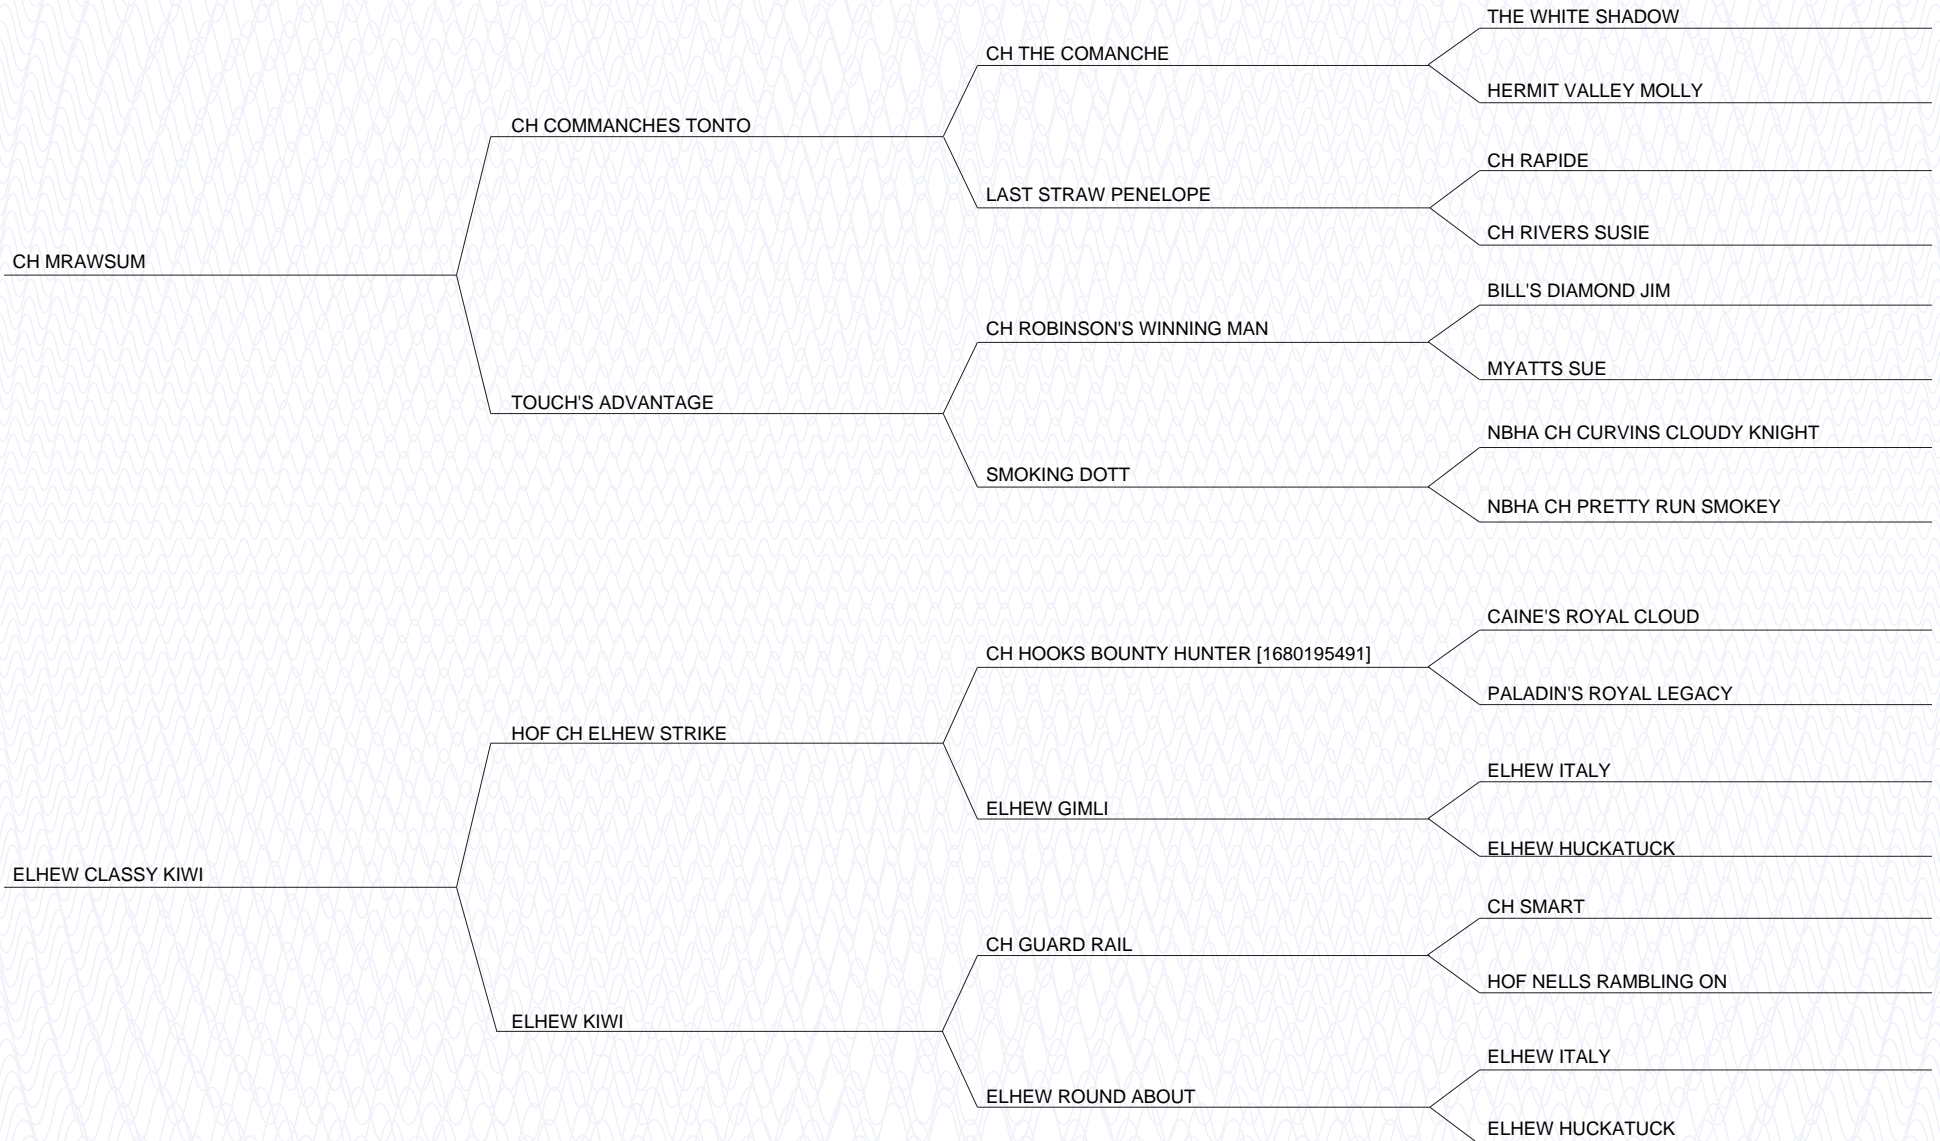 THE WHITE SHADOW
CH THE COMANCHE
HERMIT VALLEY MOLLY
CH COMMANCHES TONTO
CH RAPIDE
LAST STRAW PENELOPE
CH RIVERS SUSIE
CH MRAWSUM
BILL'S DIAMOND JIM
CH ROBINSON'S WINNING MAN
MYATTS SUE
TOUCH'S ADVANTAGE
NBHA CH CURVINS CLOUDY KNIGHT
SMOKING DOTT
NBHA CH PRETTY RUN SMOKEY
CAINE'S ROYAL CLOUD
CH HOOKS BOUNTY HUNTER [1680195491]
PALADIN'S ROYAL LEGACY
HOF CH ELHEW STRIKE
ELHEW ITALY
ELHEW GIMLI
ELHEW HUCKATUCK
ELHEW CLASSY KIWI
CH SMART
CH GUARD RAIL
HOF NELLS RAMBLING ON
ELHEW KIWI
ELHEW ITALY
ELHEW ROUND ABOUT
ELHEW HUCKATUCK